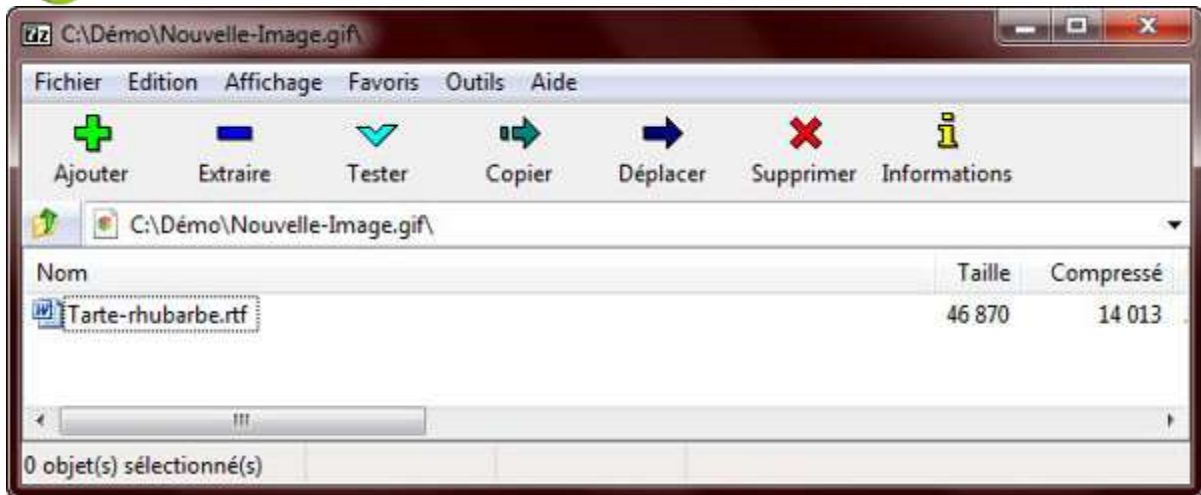 C:\Démo\Nouvelle-Image.gif\
Fichier Edition Affichage Favoris Outils Aide
Ajouter Extraire Tester Copier Déplacer Supprimer Informations
C:\Démo\Nouvelle-Image.gif\
Nom Taille Compressé
Tarte-rhubarbe.rtf 46 870 14 013
0 objet(s) sélectionné(s)